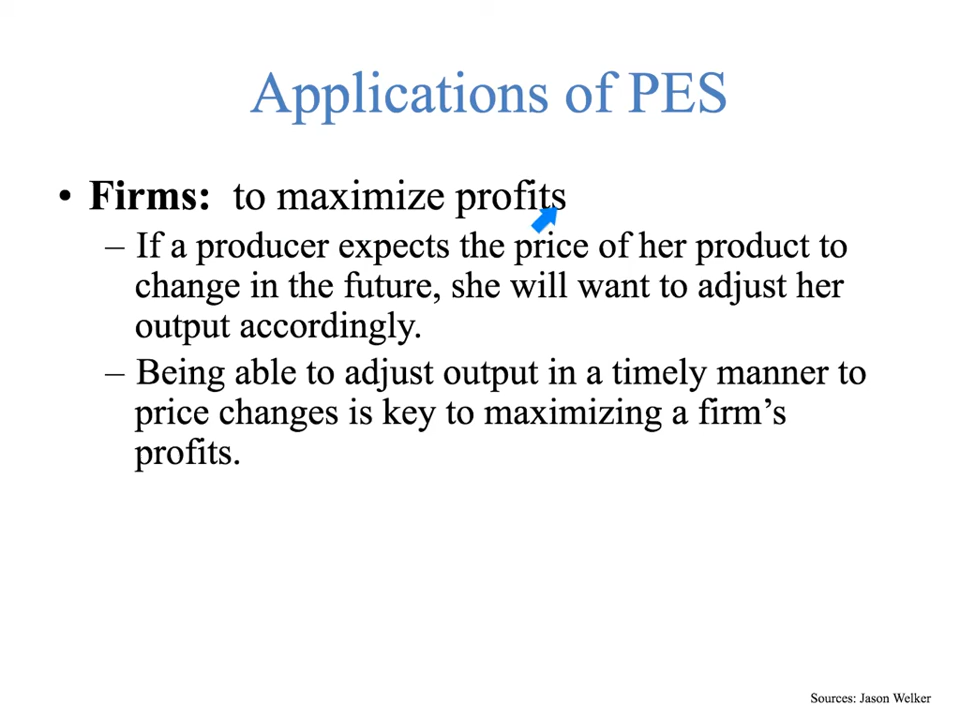 Applications of PES
• Firms: to maximize profits
– If a producer expects the price of her product to
change in the future, she will want to adjust her
output accordingly.
– Being able to adjust output in a timely manner to
price changes is key to maximizing a firm's
profits.
Sources: Jason Welker